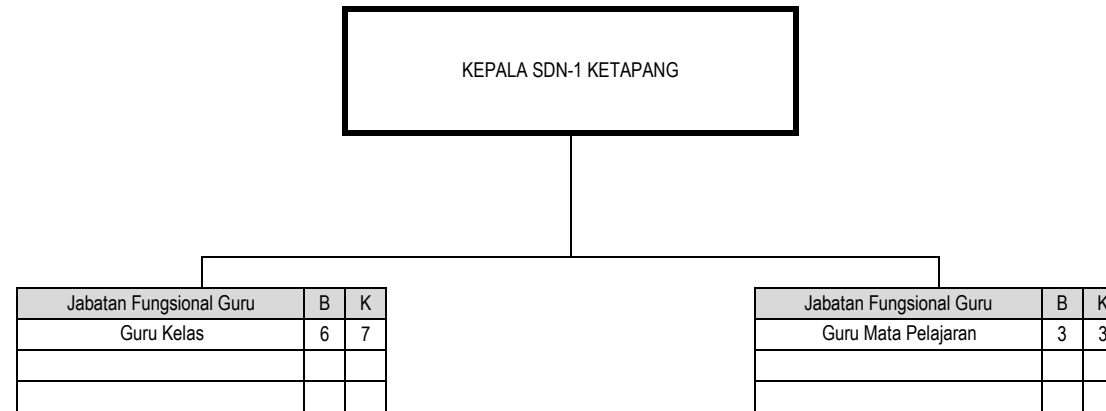 KEPALA SDN-1 KETAPANG
Jabatan Fungsional Guru B K
Guru Kelas 6 7
Jabatan Fungsional Guru B K
Guru Mata Pelajaran 3 3